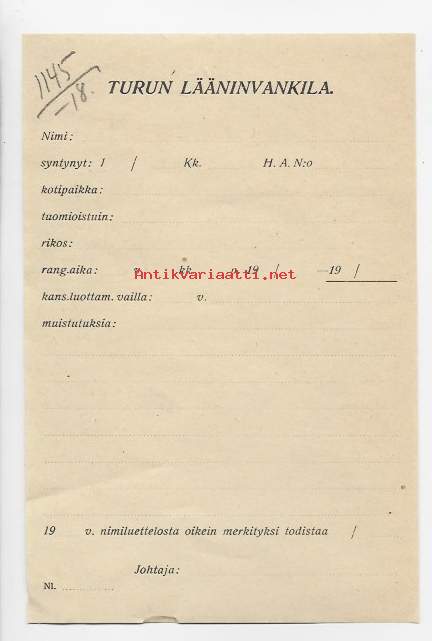 1145
—18.
TURUN LÄÄNINVANKILA.
Nimi:
syntynyt: 1 / Kk. H. A. N:o
kotipaikka:
tuomioistuin:
rikos:
rang.aika: v. kk. 19 / —19 /
Antikvariaatti.net
kans.luottam. vailla: v.
muistutuksia:
19 v. nimiluettelosta oikein merkityksi todistaa /
Johtaja:
Nl.